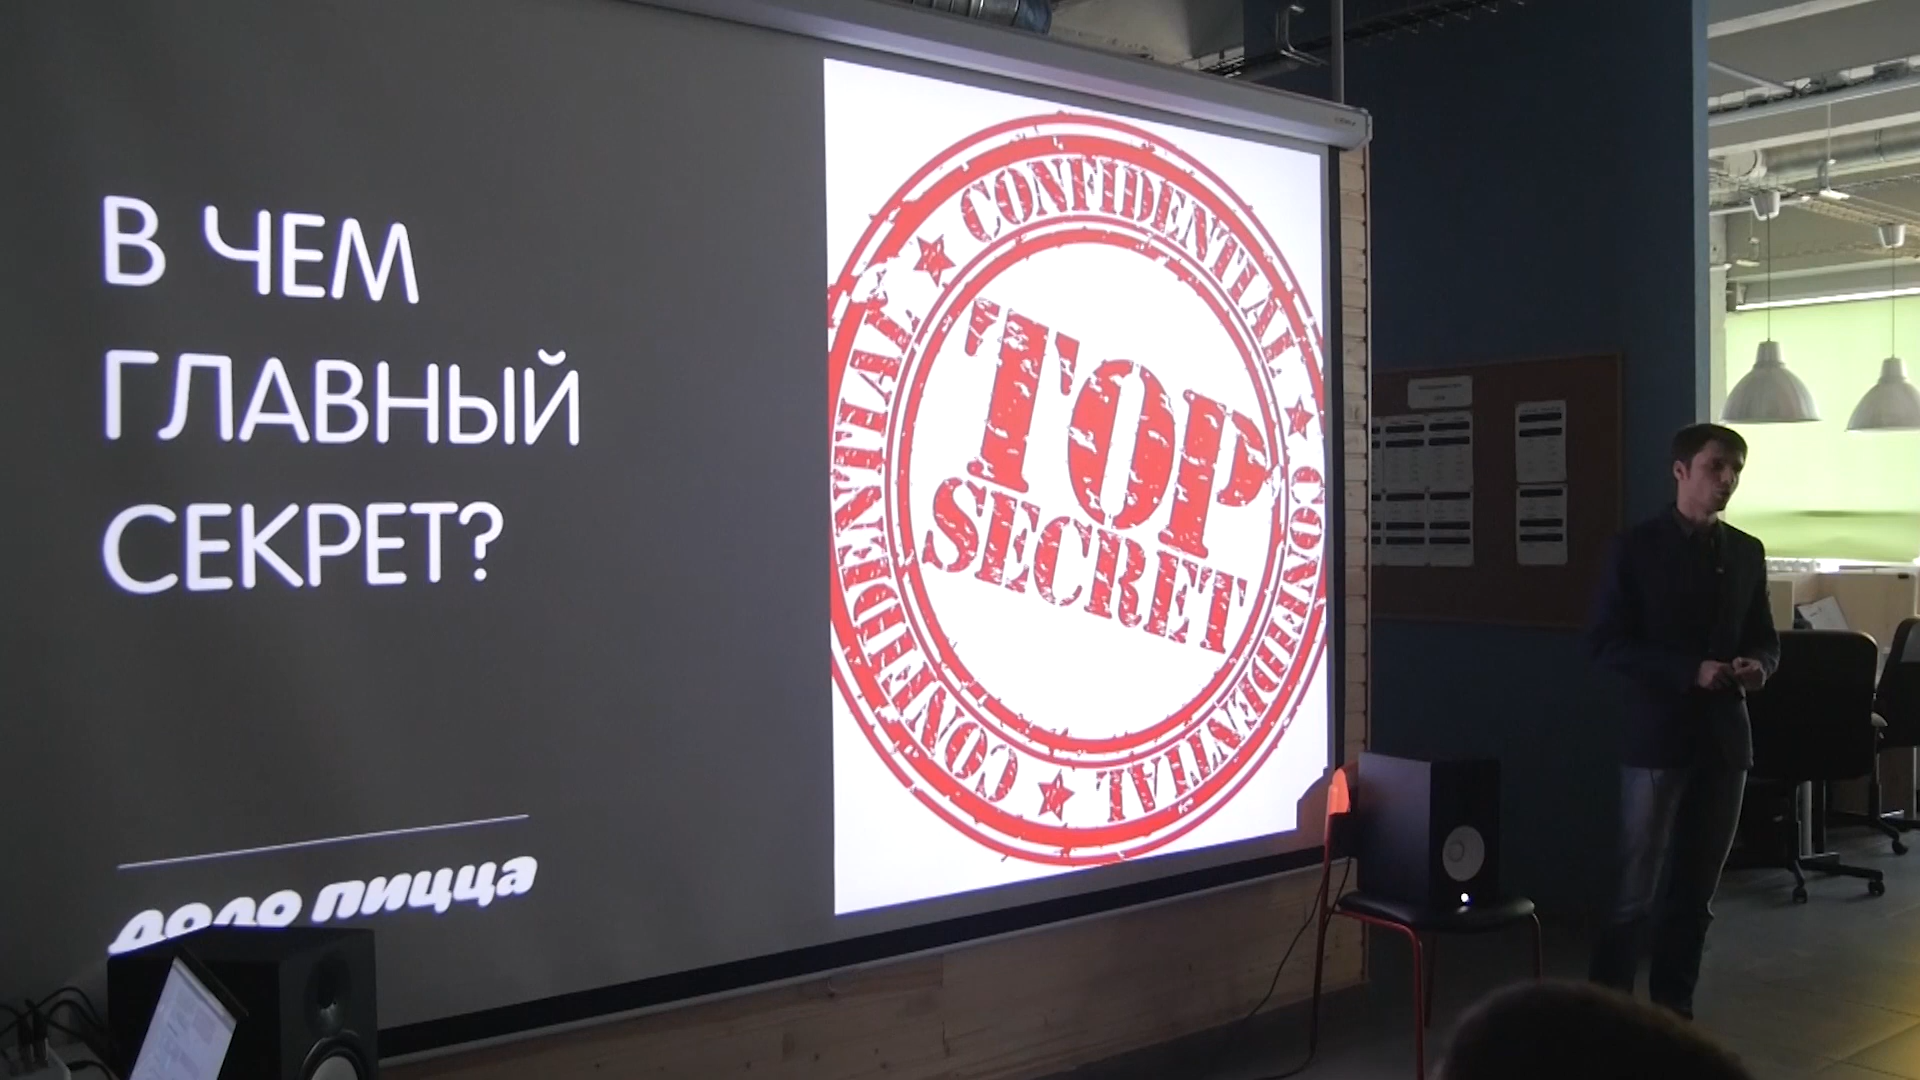 В ЧЕМ
ГЛАВНЫЙ
СЕКРЕТ?
додо пицца
CONFIDENTIAL
CONFIDENTIAL
CONFIDENTIAL
CONFIDENTIAL
TOP
SECRET